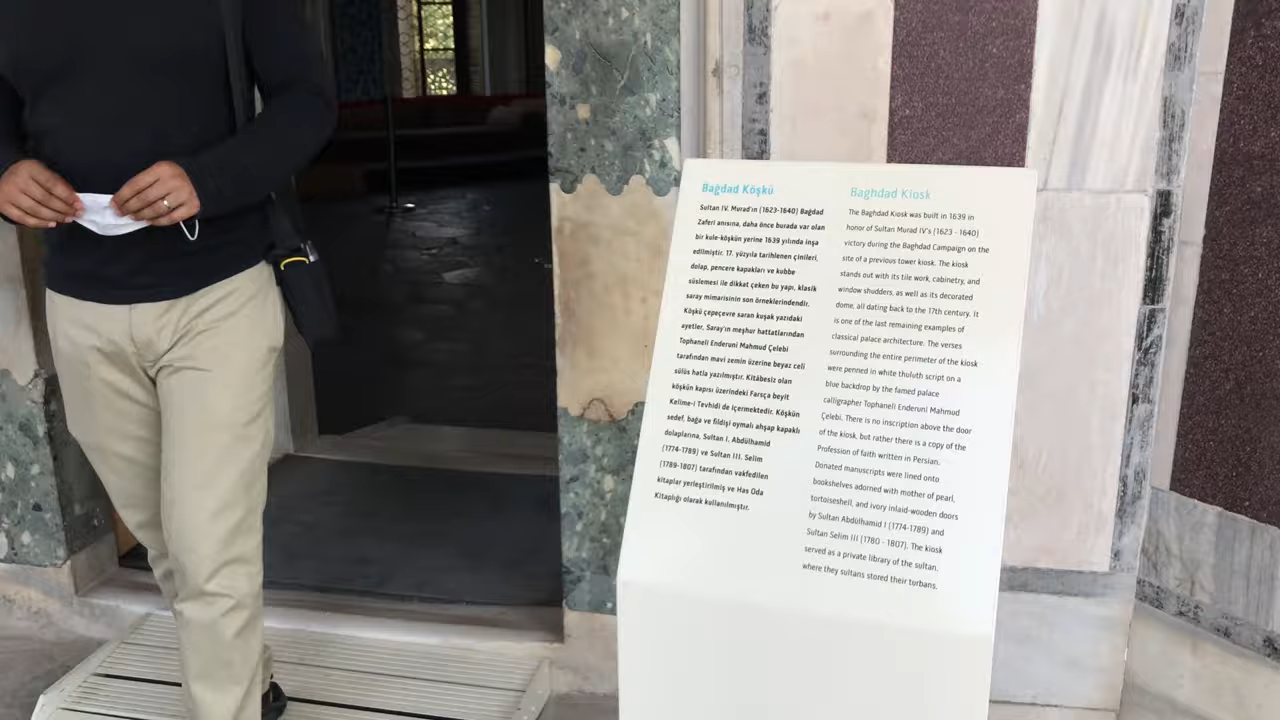 Bağdad Köşkü
Sultan IV. Murad'ın (1623-1640) Bağdad
Zaferi anısına, daha önce burada var olan
bir kule-köşkün yerine 1639 yılında inşa
edilmiştir. 17. yüzyıla tarihlenen çinileri,
dolap, pencere kapakları ve kubbe
süslemesi ile dikkat çeken bu yapı, klasik
saray mimarisinin son örneklerindendir.
Köşkü çepeçevre saran kuşak yazıdaki
ayetler, Saray'ın meşhur hattatlarından
Tophaneli Enderuni Mahmud Çelebi
tarafından mavi zemin üzerine beyaz celi
sülüs hatla yazılmıştır. Kitâbesiz olan
köşkün kapısı üzerindeki Farsça beyit
Kelime-i Tevhidi de içermektedir. Köşkün
sedef, bağa ve fildişi oymalı ahşap kapaklı
dolaplarına, Sultan I. Abdülhamid
(1774-1789) ve Sultan III. Selim
(1789-1807) tarafından vakfedilen
kitaplar yerleştirilmiş ve Has Oda
Kitaplığı olarak kullanılmıştır.
Baghdad Kiosk
The Baghdad Kiosk was built in 1639 in
honor of Sultan Murad IV's (1623 - 1640)
victory during the Baghdad Campaign on the
site of a previous tower kiosk. The kiosk
stands out with its tile work, cabinetry, and
window shudders, as well as its decorated
dome, all dating back to the 17th century. It
is one of the last remaining examples of
classical palace architecture. The verses
surrounding the entire perimeter of the kiosk
were penned in white thuluth script on a
blue backdrop by the famed palace
calligrapher Tophaneli Enderuni Mahmud
Çelebi. There is no inscription above the door
of the kiosk, but rather there is a copy of the
Profession of faith written in Persian.
Donated manuscripts were lined onto
bookshelves adorned with mother of pearl,
tortoiseshell, and ivory inlaid-wooden doors
by Sultan Abdülhamid I (1774-1789) and
Sultan Selim III (1780 - 1807). The kiosk
served as a private library of the sultan,
where they sultans stored their torbans.